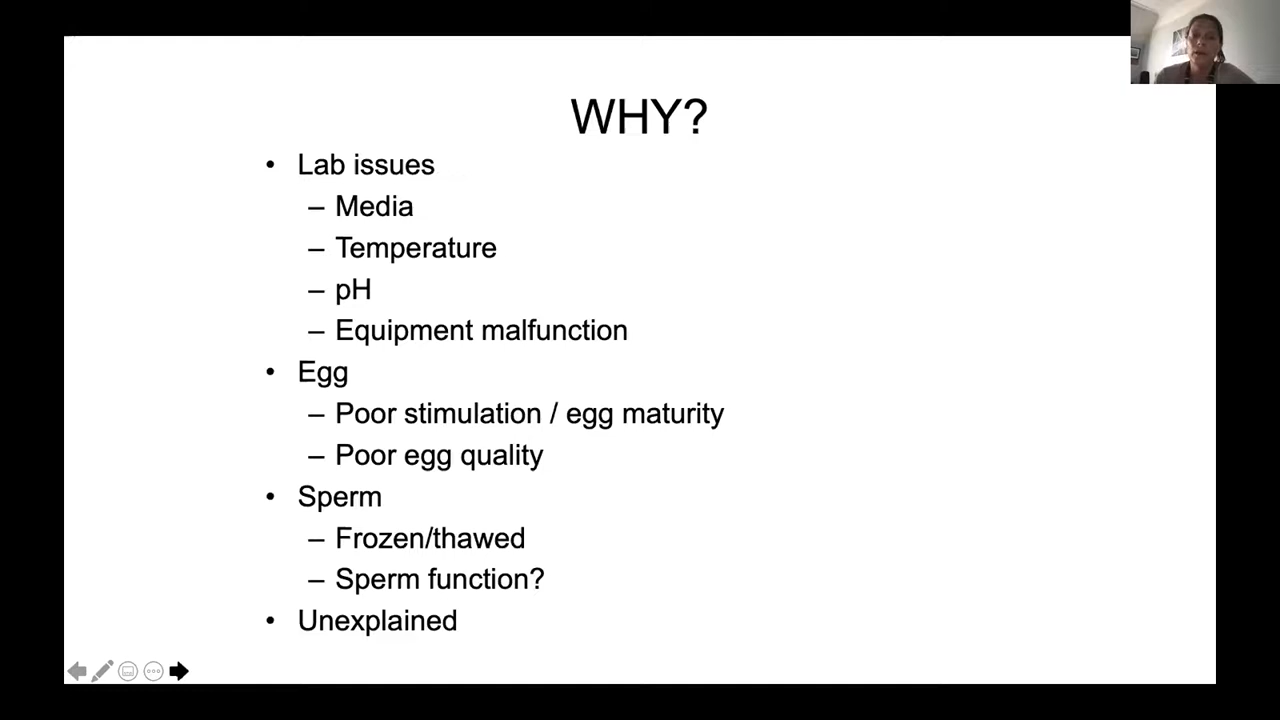 WHY?
• Lab issues
– Media
– Temperature
– pH
– Equipment malfunction
• Egg
– Poor stimulation / egg maturity
– Poor egg quality
• Sperm
– Frozen/thawed
– Sperm function?
• Unexplained